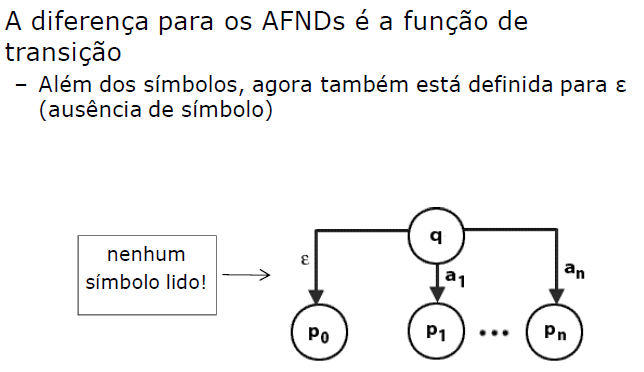 A diferença para os AFNDs é a função de
transição
– Além dos símbolos, agora também está definida para ε
(ausência de símbolo)
nenhum
símbolo lido!
q
ε
a1
an
p0
p1
•••
pn